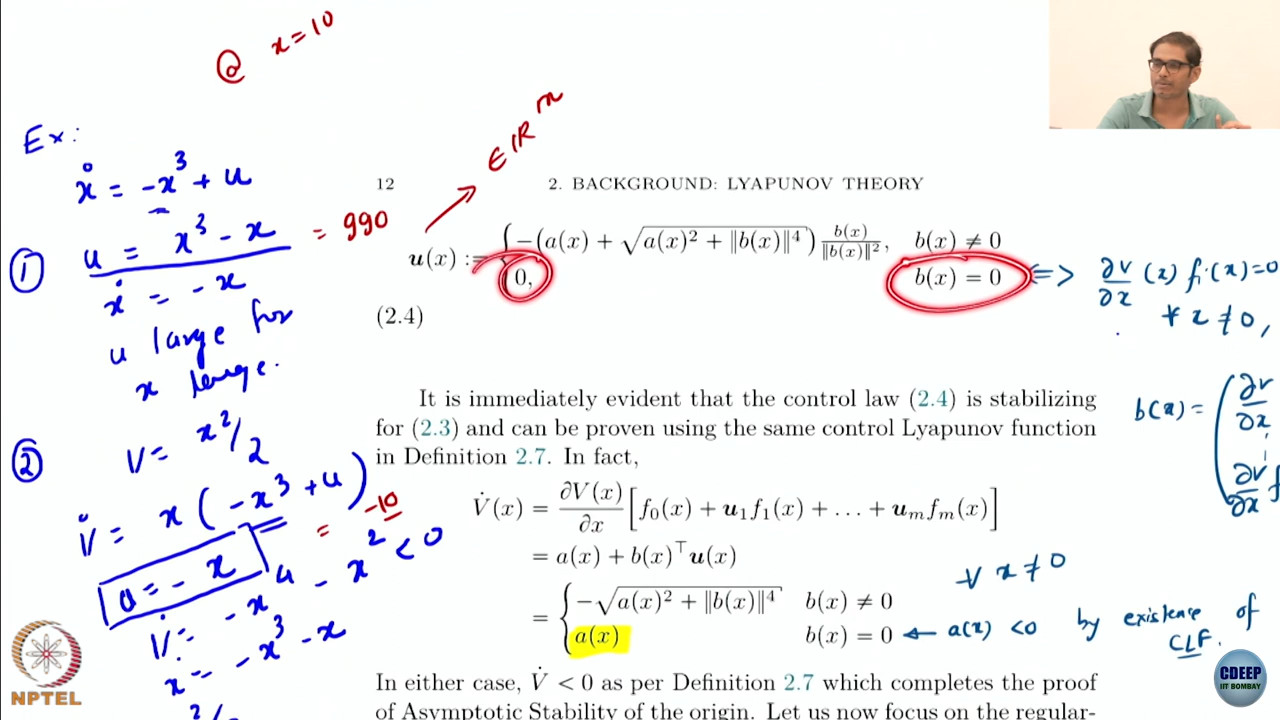 @ x=10
Ex:
ẋ = -x³ + u
① u = x³ - x = 990
ẋ = -x
u large for
x large.
② V = x²/2
V̇ = x(-x³ + u)
u = - x = -10
V̇ = - x⁴ - x² < 0
ẋ = - x³ - x
∈ ℝᵐ
12 2. BACKGROUND: LYAPUNOV THEORY
u(x) := { -(a(x) + √(a(x)² + ‖b(x)‖⁴)) b(x)/‖b(x)‖², b(x) ≠ 0
0, b(x) = 0 ⟺ ∂V/∂x (x) fᵢ(x)=0
∀ x ≠ 0,
(2.4)
b(x) = ( ∂V/∂x
⋮
∂V/∂x f
It is immediately evident that the control law (2.4) is stabilizing
for (2.3) and can be proven using the same control Lyapunov function
in Definition 2.7. In fact,
V̇(x) = ∂V(x)/∂x [f₀(x) + u₁f₁(x) + ... + uₘfₘ(x)]
= a(x) + b(x)⊤u(x)
= { -√(a(x)² + ‖b(x)‖⁴) b(x) ≠ 0
a(x) b(x) = 0 ← a(x) <0 by existence of
CLF.
∀ x ≠ 0
In either case, V̇ < 0 as per Definition 2.7 which completes the proof
of Asymptotic Stability of the origin. Let us now focus on the regular-
NPTEL
CDEEP
IIT BOMBAY